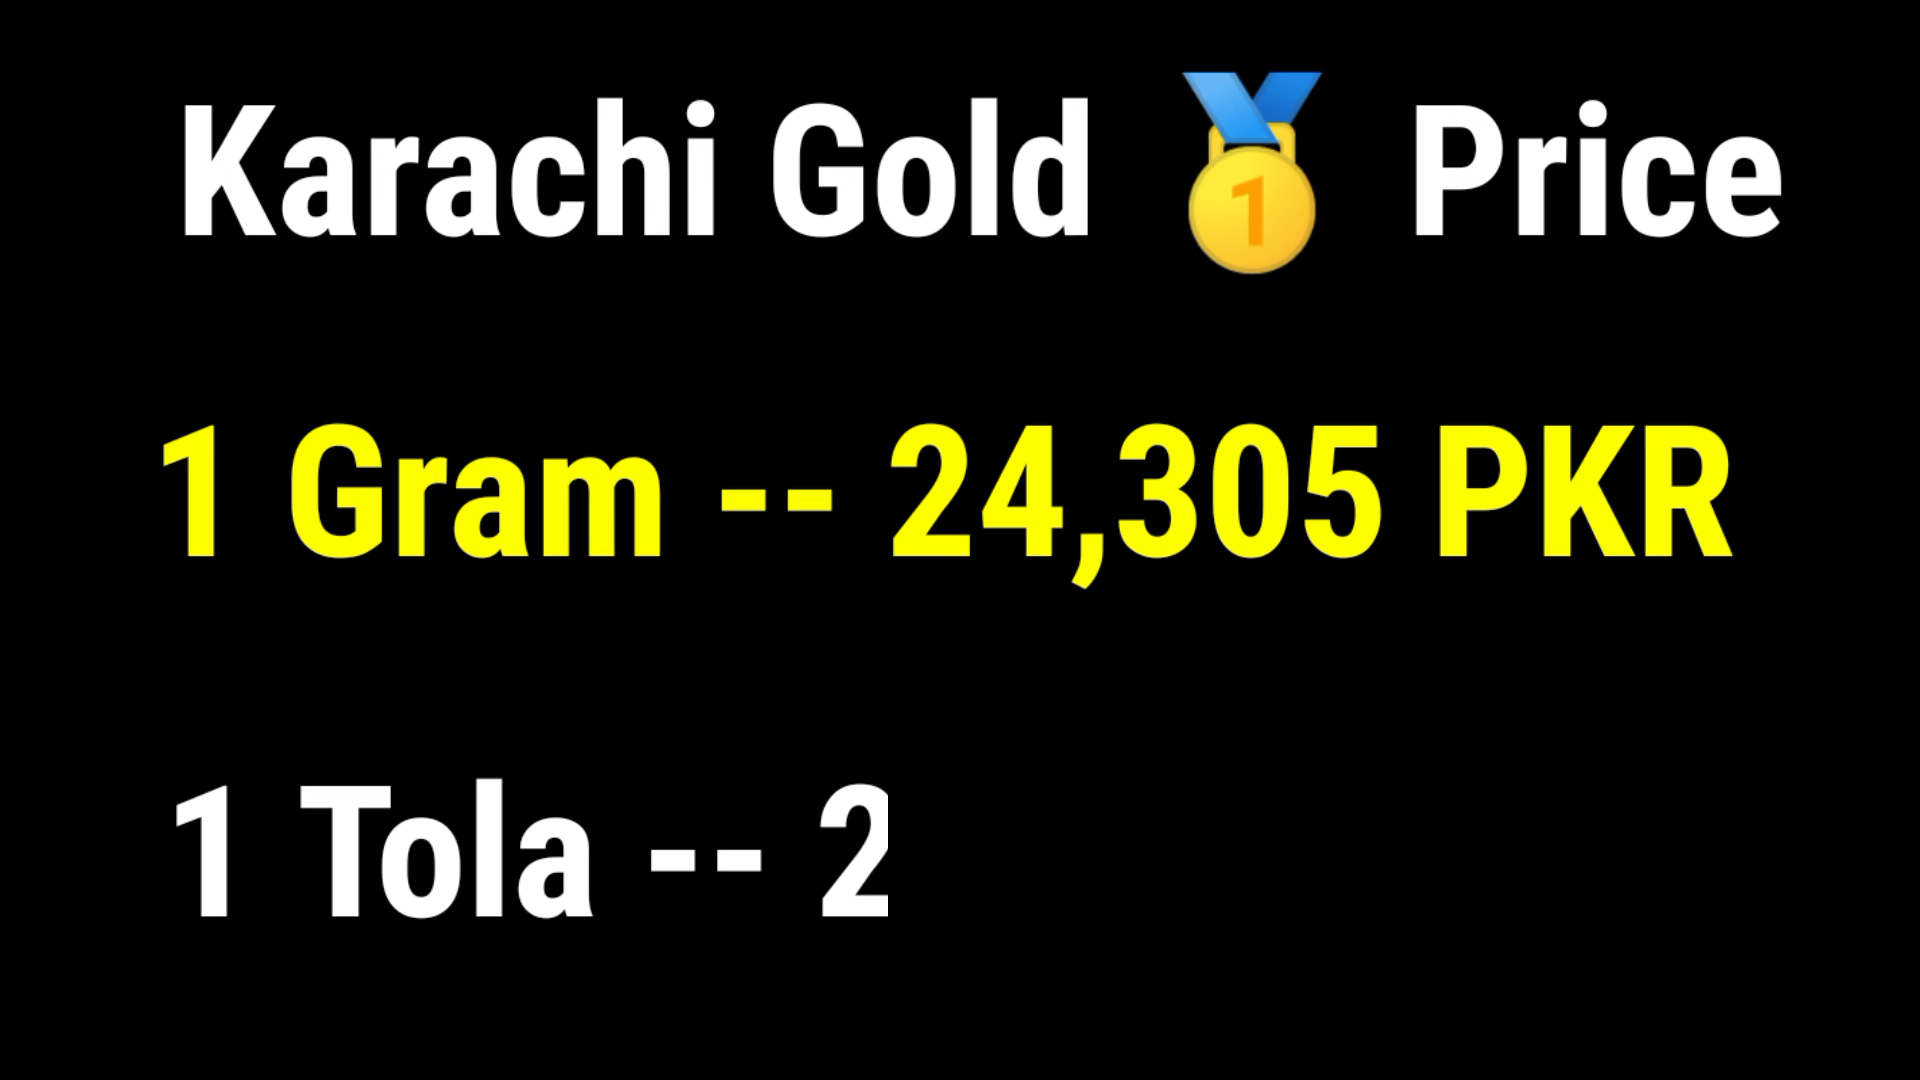 Karachi Gold 🥇 Price
1 Gram -- 24,305 PKR
1 Tola -- 2